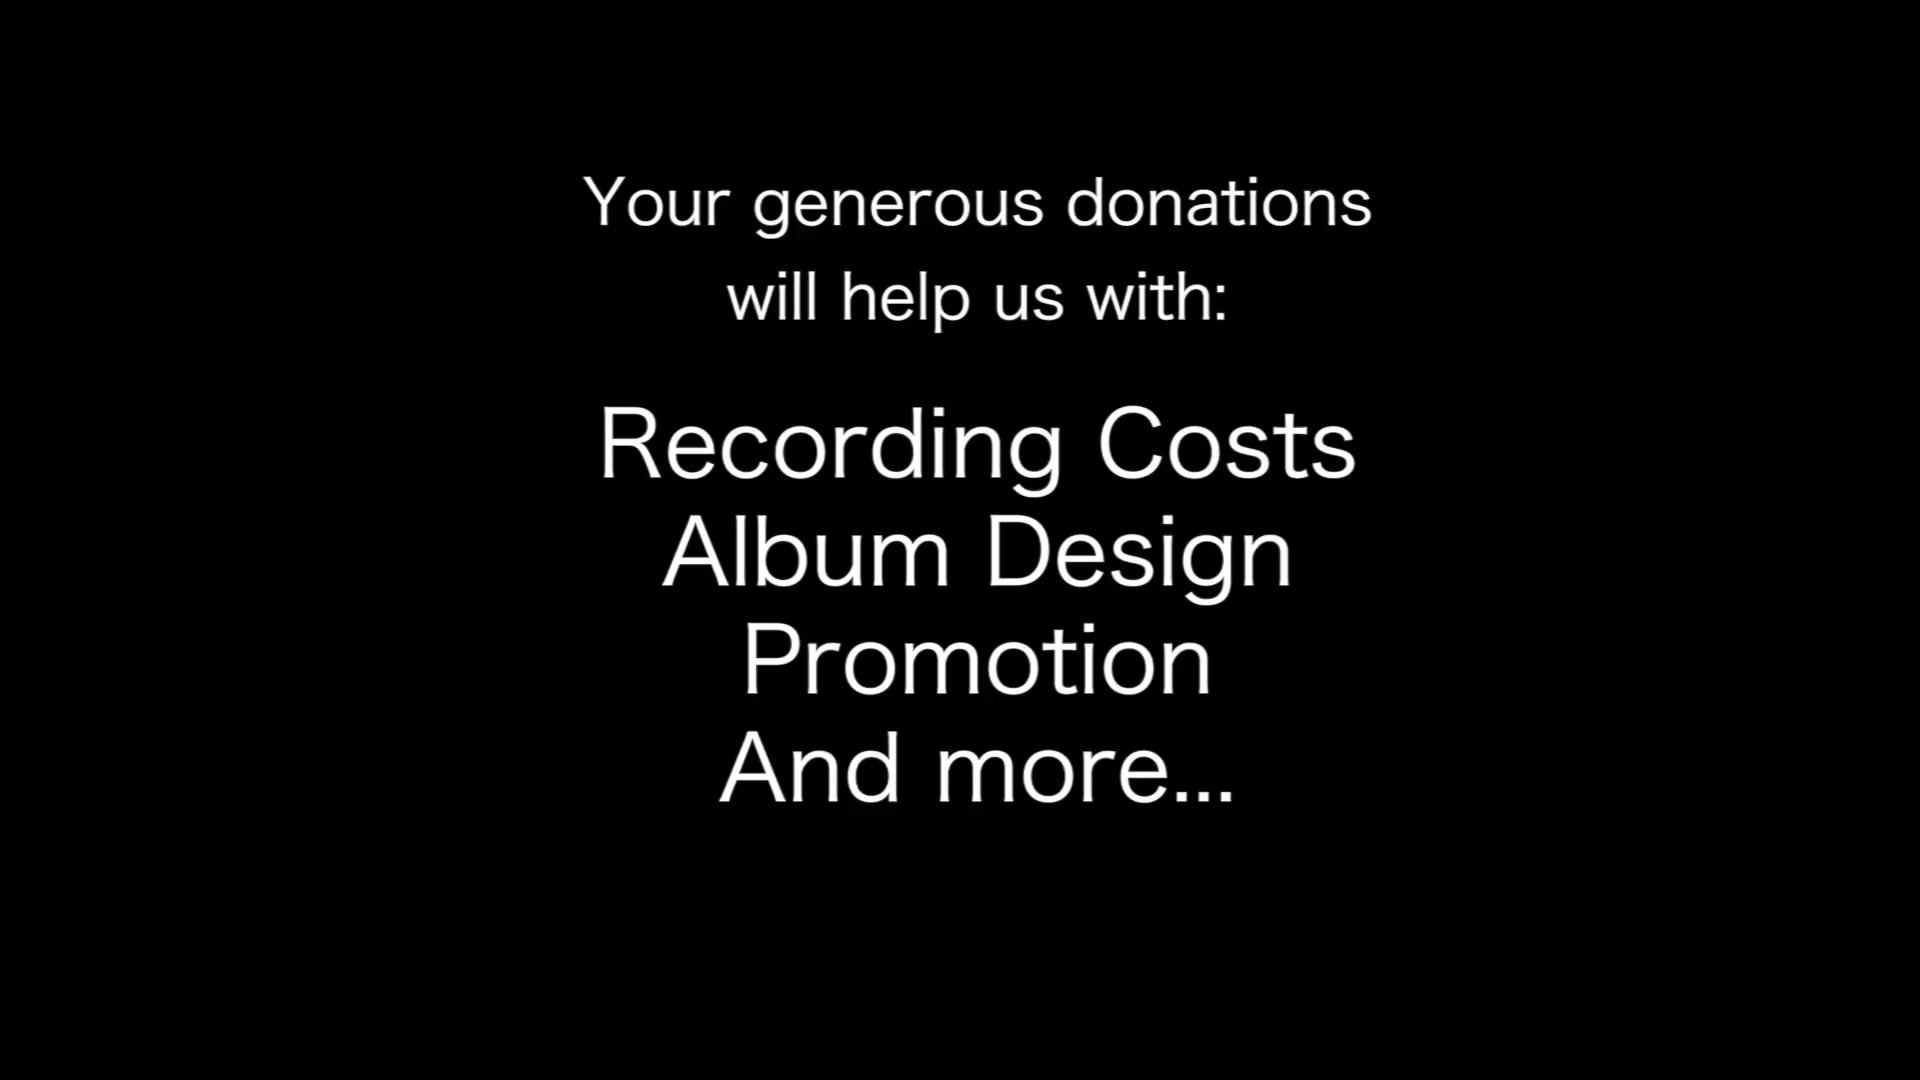 Your generous donations
will help us with:
Recording Costs
Album Design
Promotion
And more...